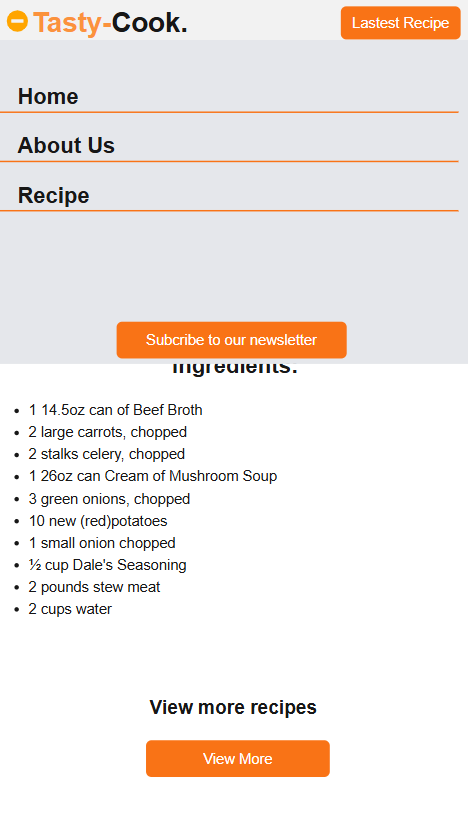 Tasty-Cook.
Lastest Recipe
Home
About Us
Recipe
Subcribe to our newsletter
Ingredients:
1 14.5oz can of Beef Broth
2 large carrots, chopped
2 stalks celery, chopped
1 26oz can Cream of Mushroom Soup
3 green onions, chopped
10 new (red)potatoes
1 small onion chopped
½ cup Dale's Seasoning
2 pounds stew meat
2 cups water
View more recipes
View More